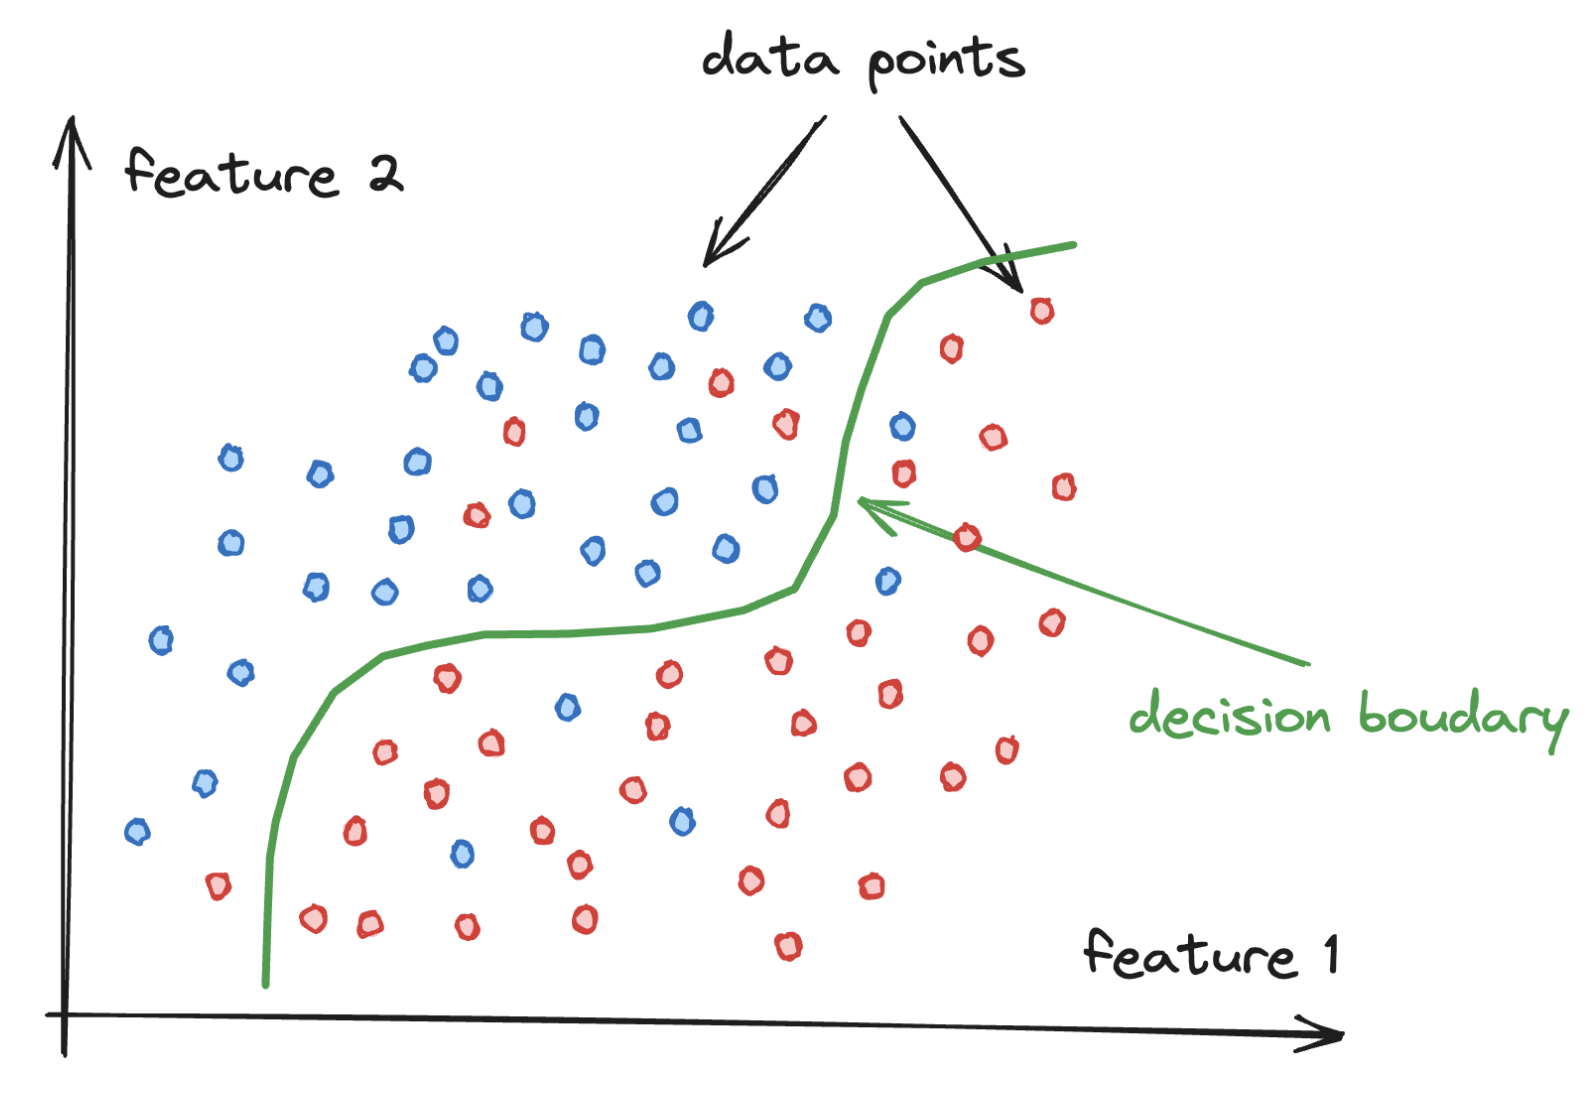 data points
feature 2
decision boudary
feature 1